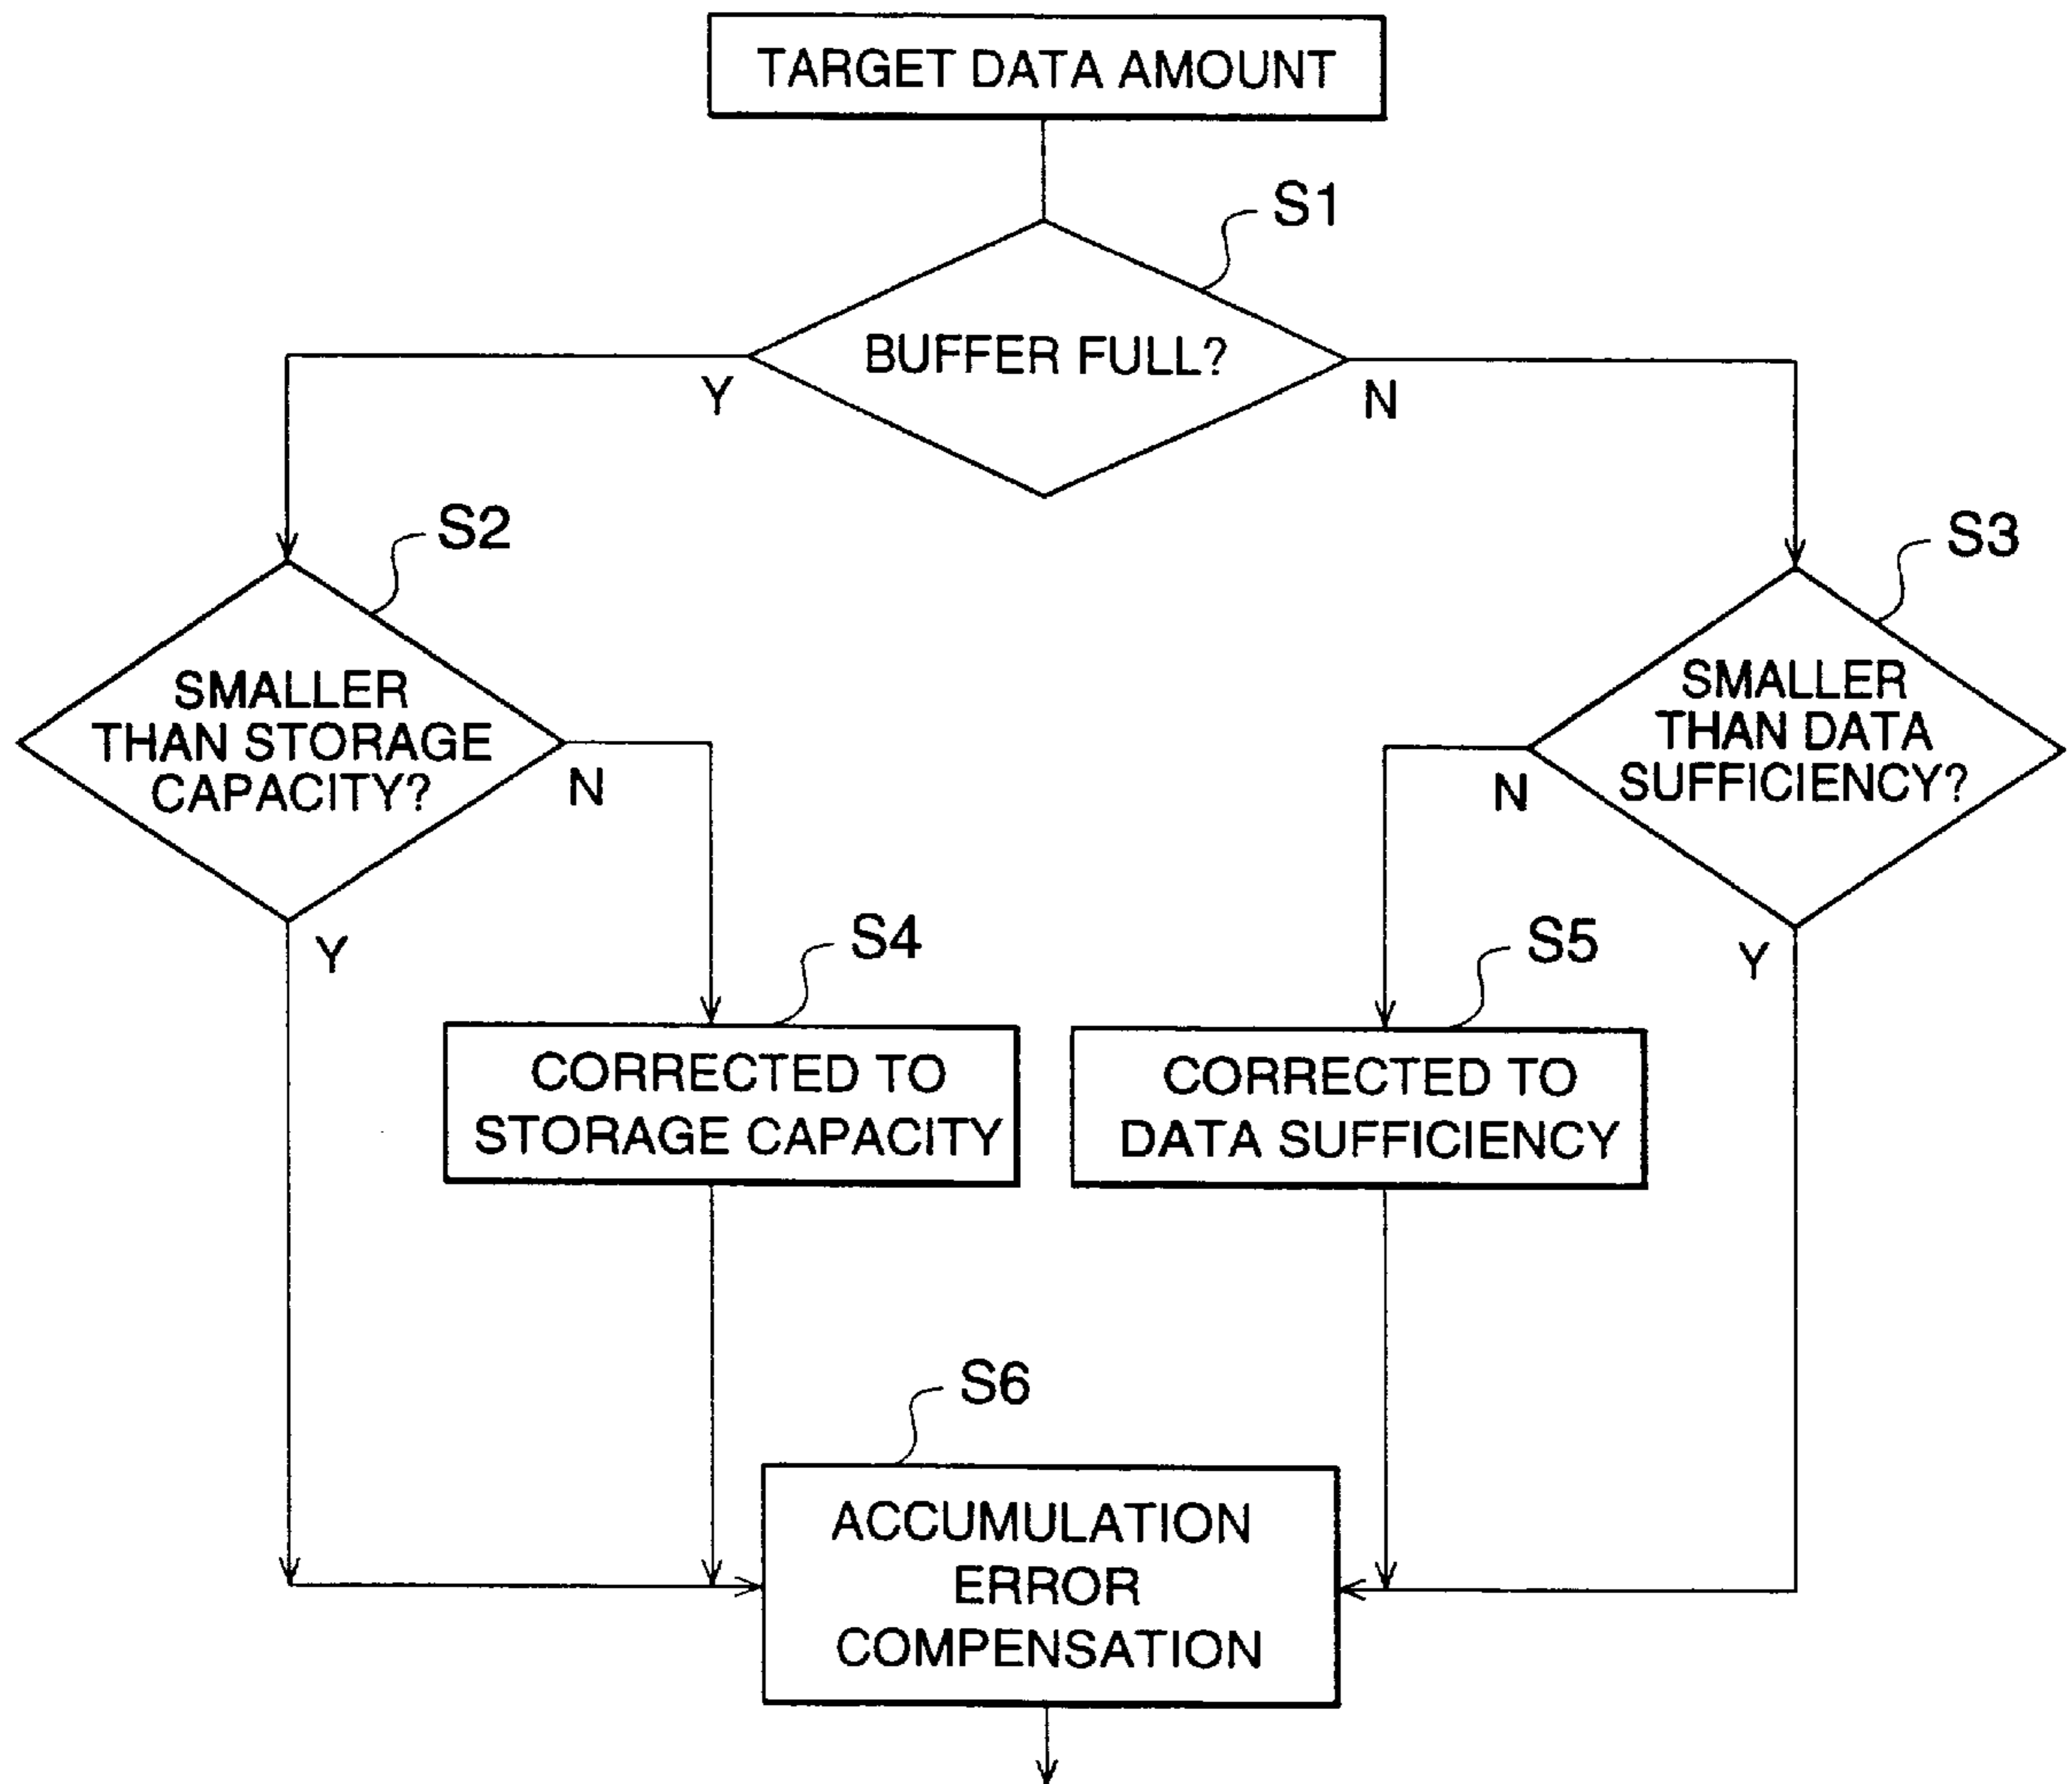 TARGET DATA AMOUNT
S1
BUFFER FULL?
Y
N
S2
S3
SMALLER
THAN STORAGE
CAPACITY?
N
Y
SMALLER
THAN DATA
SUFFICIENCY?
N
Y
S4
CORRECTED TO
STORAGE CAPACITY
S5
CORRECTED TO
DATA SUFFICIENCY
S6
ACCUMULATION
ERROR
COMPENSATION